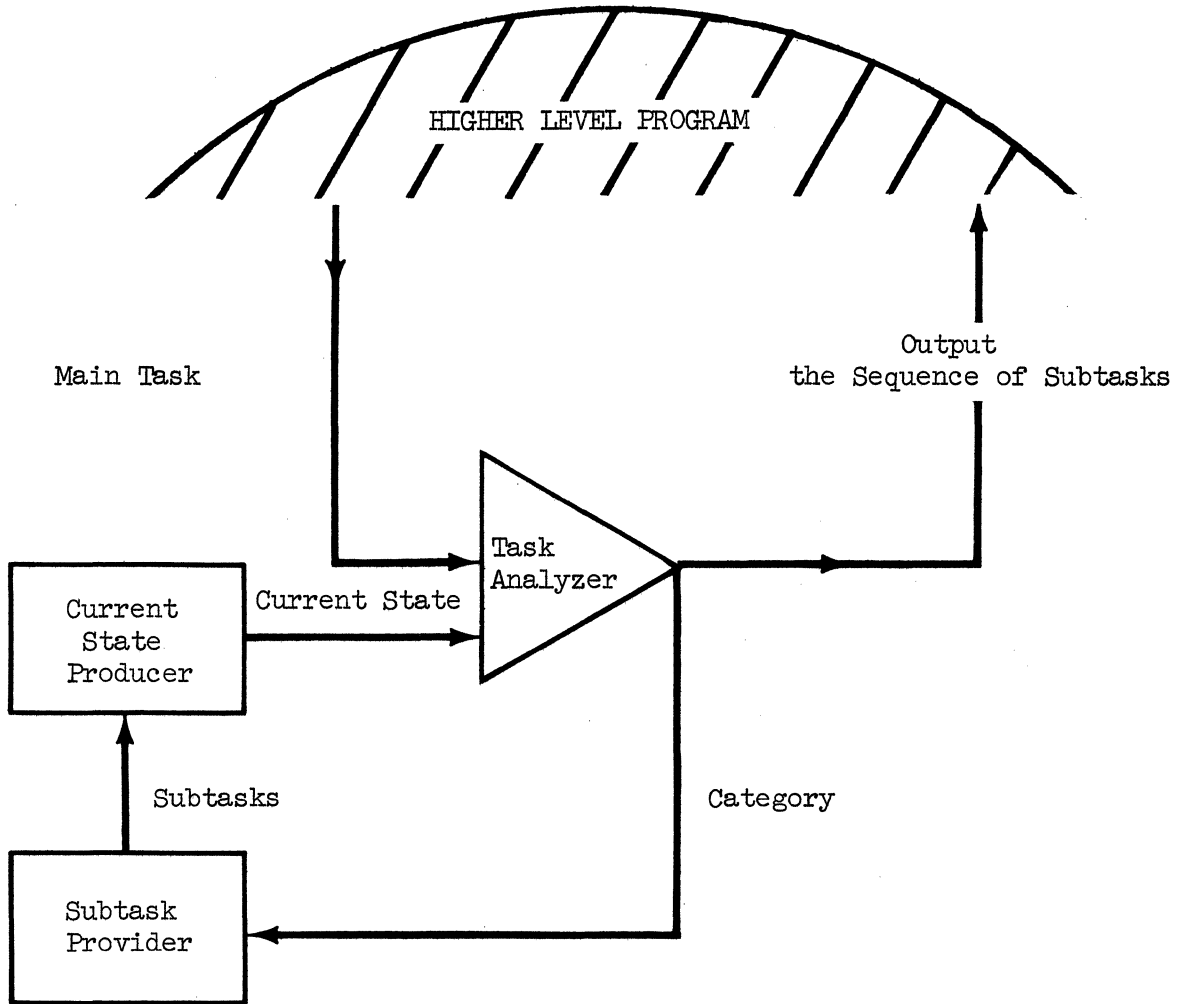 HIGHER LEVEL PROGRAM
Output
the Sequence of Subtasks
Main Task
Task
Analyzer
Current State
Current
State
Producer
Subtasks
Category
Subtask
Provider